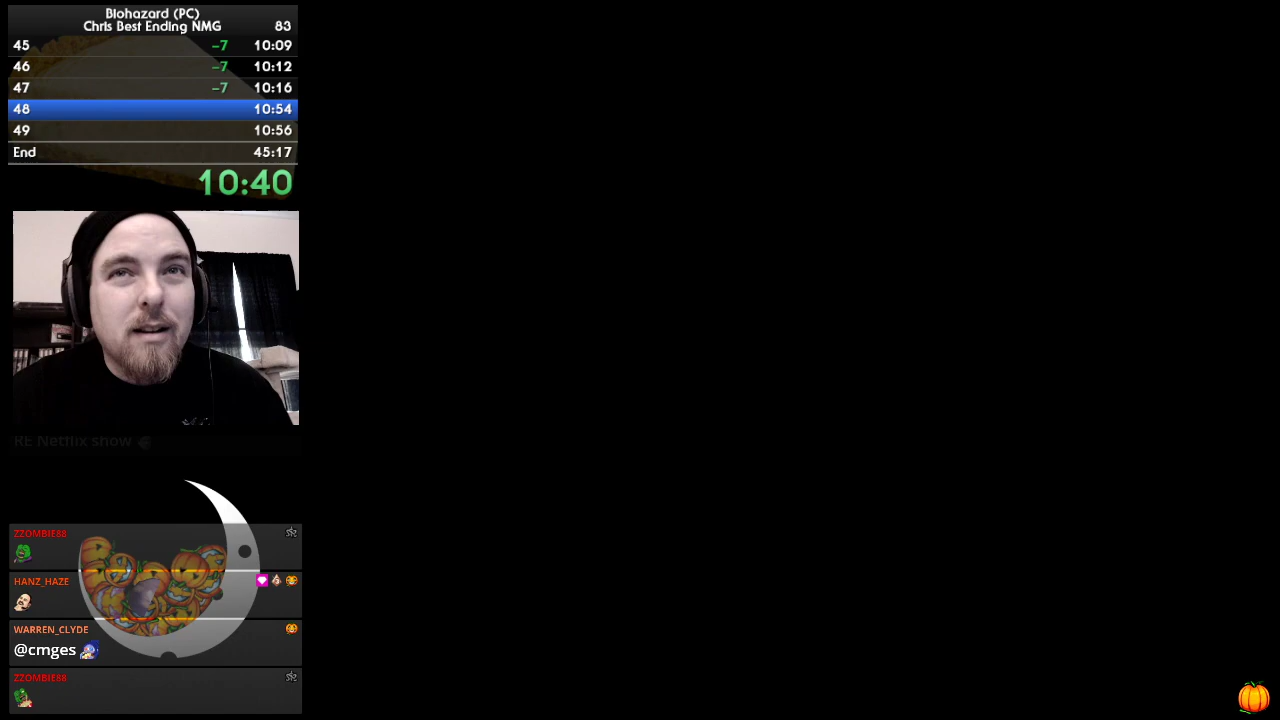 Biohazard (PC)
Chris Best Ending NMG 83
45 -7 10:09
46 -7 10:12
47 -7 10:16
48 10:54
49 10:56
End 45:17
10:40
RE Netflix show
ZZOMBIE88
HANZ_HAZE
WARREN_CLYDE
@cmges
ZZOMBIE88